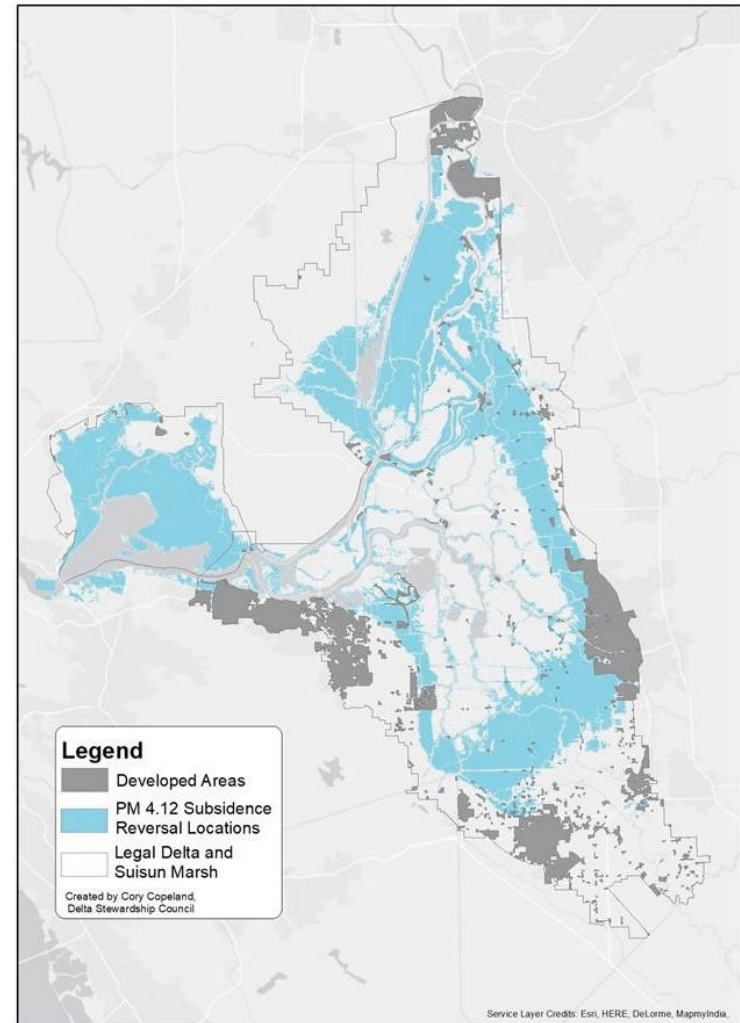 Legend
Developed Areas
PM 4.12 Subsidence
Reversal Locations
Legal Delta and
Suisun Marsh
Created by Cory Copeland,
Delta Stewardship Council
Service Layer Credits: Esri, HERE, DeLorme, MapmyIndia,